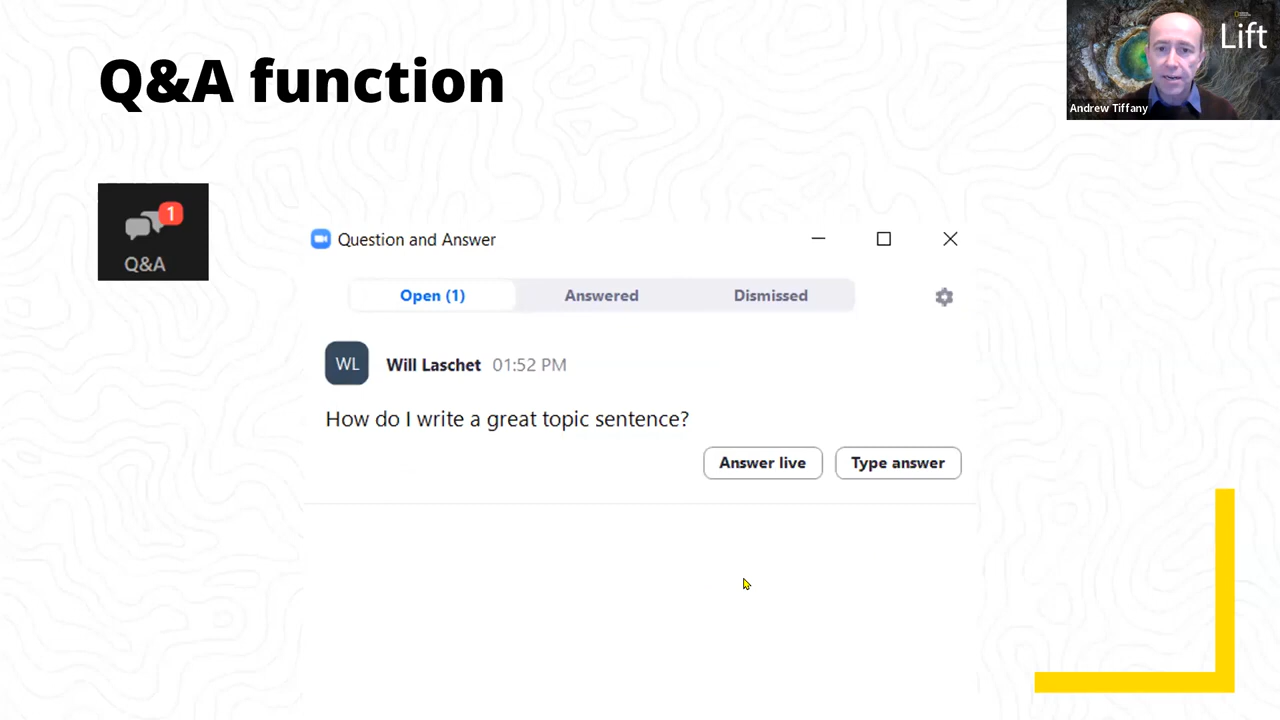 Q&A function
Lift
Andrew Tiffany
1
Q&A
Question and Answer
Open (1) Answered Dismissed
WL Will Laschet 01:52 PM
How do I write a great topic sentence?
Answer live Type answer